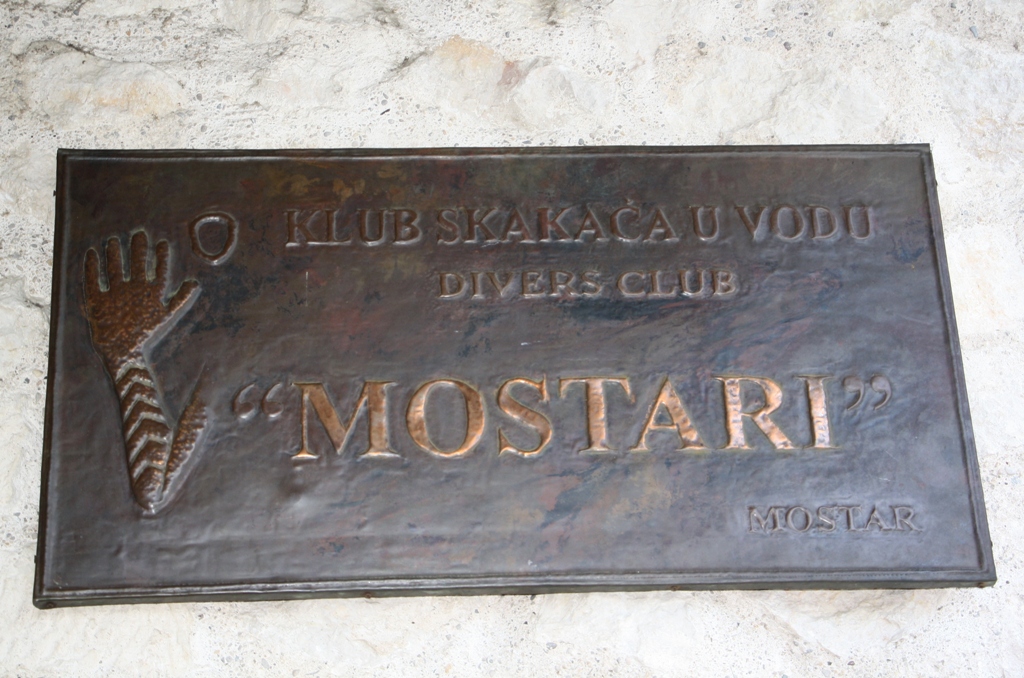 KLUB SKAKAČA U VODU
DIVERS CLUB
“MOSTARI”
MOSTAR